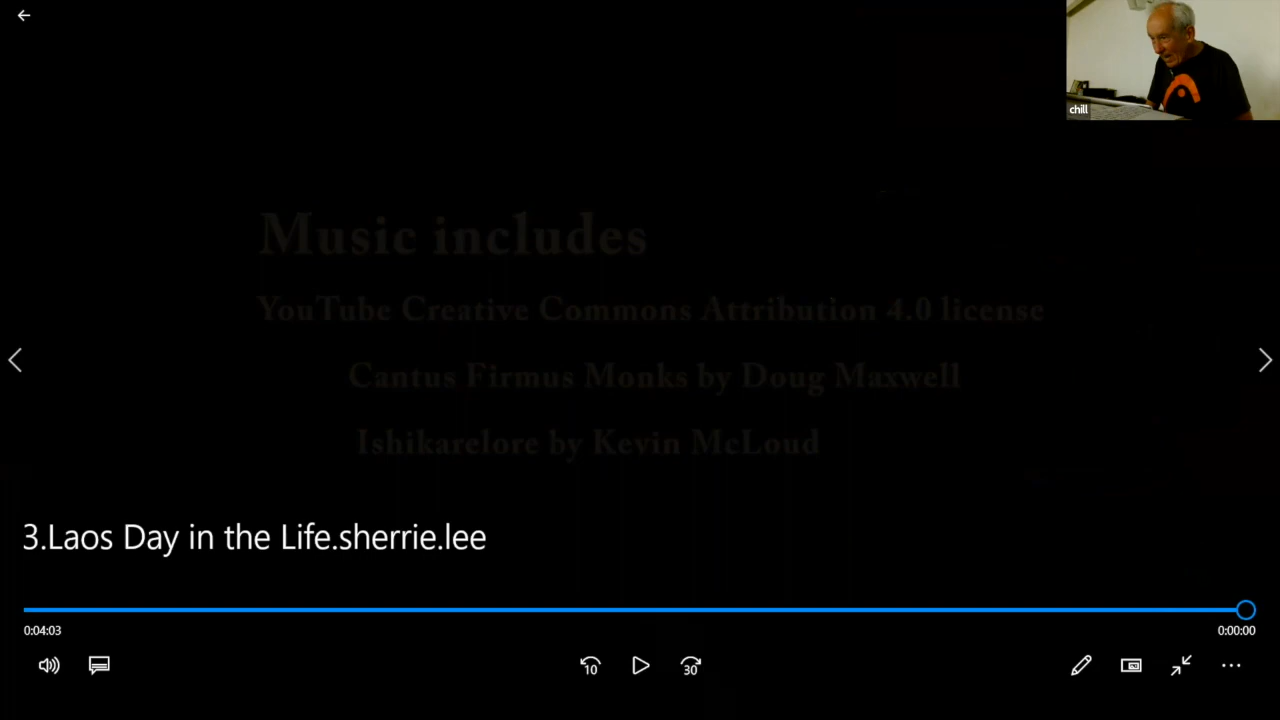 chill
Music includes
YouTube Creative Commons Attribution 4.0 license
Cantus Firmus Monks by Doug Maxwell
Ishikarelore by Kevin McLoud
3.Laos Day in the Life.sherrie.lee
0:04:03
0:00:00
10
30